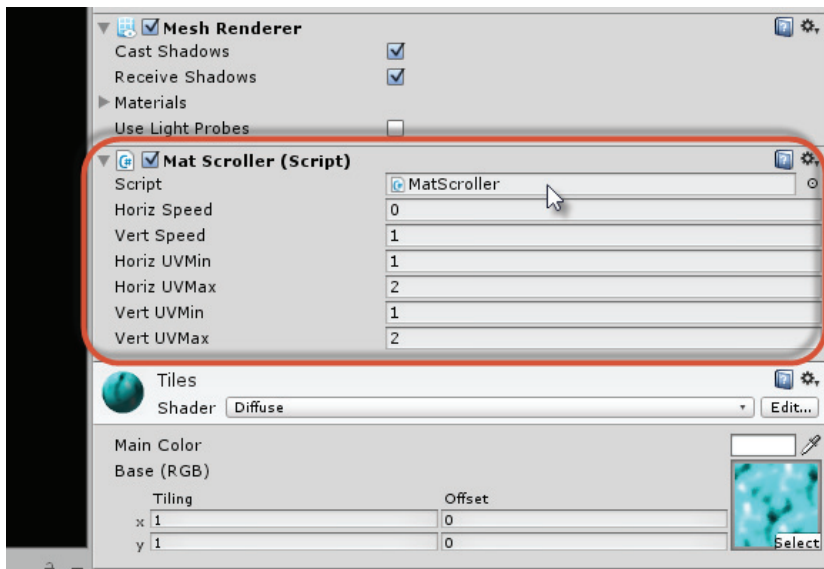 Mesh Renderer
Cast Shadows
Receive Shadows
Materials
Use Light Probes
Mat Scroller (Script)
Script MatScroller
Horiz Speed 0
Vert Speed 1
Horiz UVMin 1
Horiz UVMax 2
Vert UVMin 1
Vert UVMax 2
Tiles
Shader Diffuse Edit...
Main Color
Base (RGB)
Tiling Offset
x 1 0
y 1 0
Select